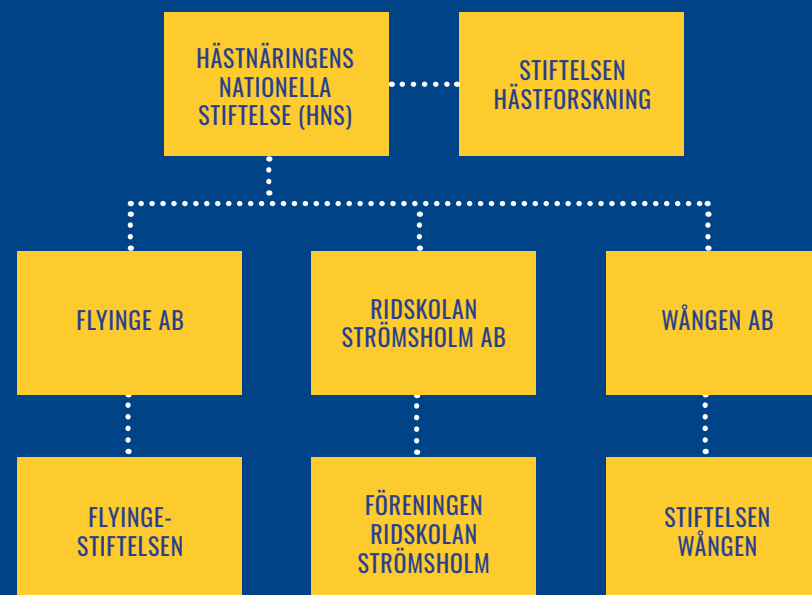 HÄSTNÄRINGENS
NATIONELLA
STIFTELSE (HNS)
STIFTELSEN
HÄSTFORSKNING
FLYINGE AB
RIDSKOLAN
STRÖMSHOLM AB
WÅNGEN AB
FLYINGE-
STIFTELSEN
FÖRENINGEN
RIDSKOLAN
STRÖMSHOLM
STIFTELSEN
WÅNGEN